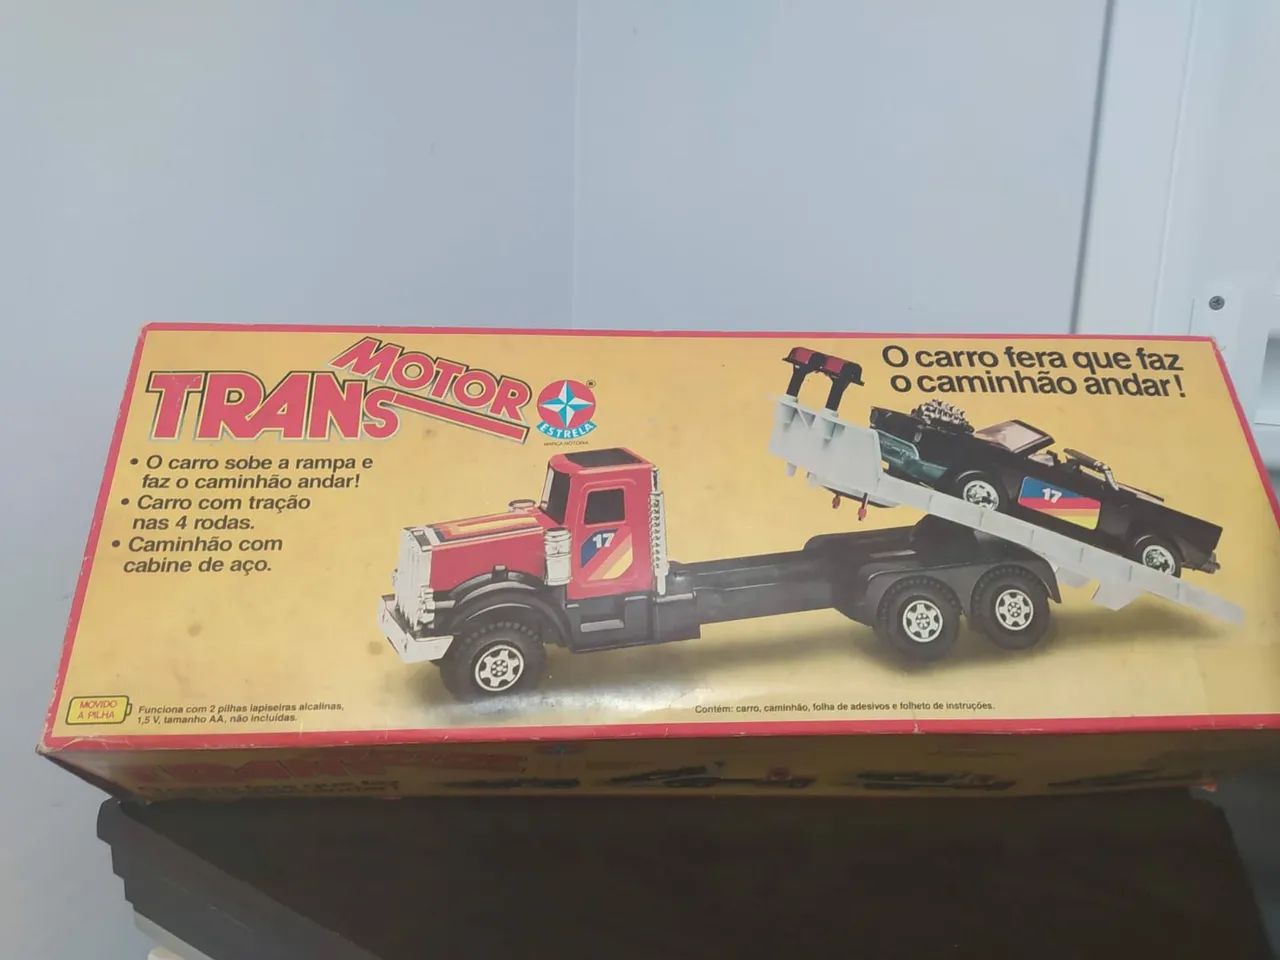 TRANS MOTOR
ESTRELA
MARCA NOTÓRIA
O carro fera que faz
o caminhão andar!
• O carro sobe a rampa e
faz o caminhão andar!
• Carro com tração
nas 4 rodas.
• Caminhão com
cabine de aço.
17
17
MOVIDO
A PILHA
Funciona com 2 pilhas lapiseiras alcalinas,
1,5 V, tamanho AA, não incluídas.
Contém: carro, caminhão, folha de adesivos e folheto de instruções.
TRANS MOTOR